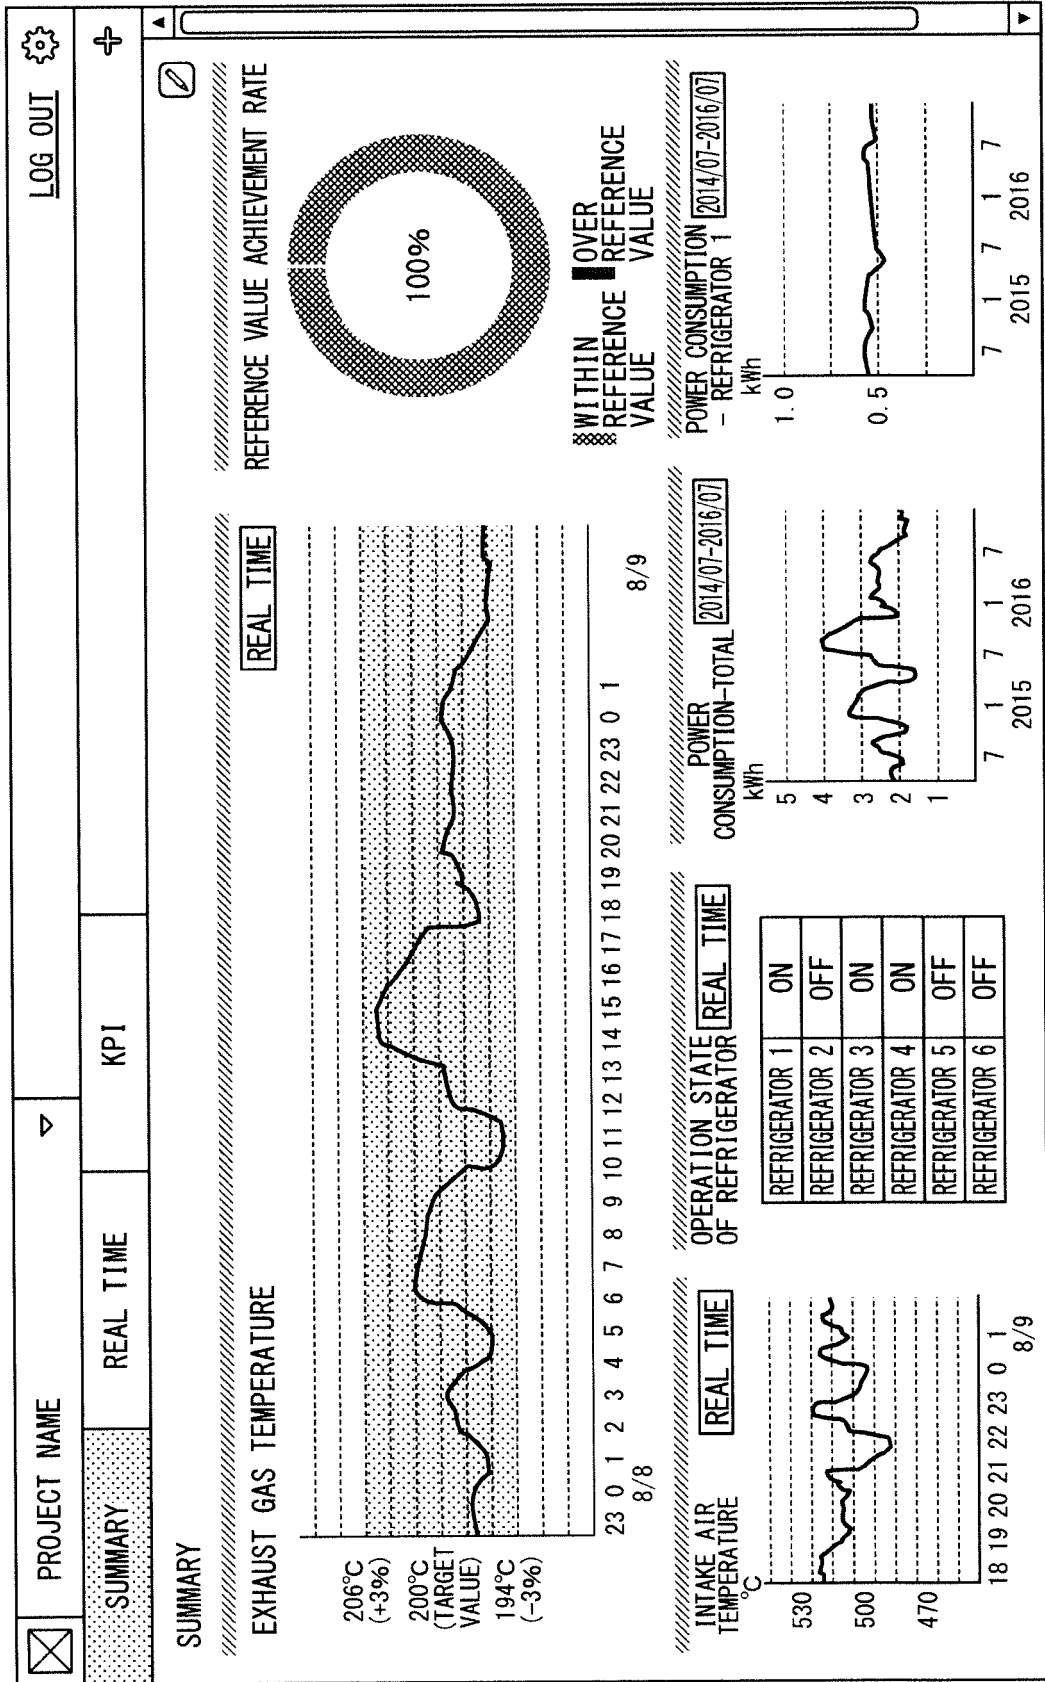 PROJECT NAME ▽
LOG OUT
SUMMARY
REAL TIME
KPI
SUMMARY
EXHAUST GAS TEMPERATURE
REAL TIME
206°C
(+3%)
200°C
(TARGET
VALUE)
194°C
(-3%)
23 0 1 2 3 4 5 6 7 8 9 10 11 12 13 14 15 16 17 18 19 20 21 22 23 0 1
8/8
8/9
REFERENCE VALUE ACHIEVEMENT RATE
100%
WITHIN
REFERENCE
VALUE
OVER
REFERENCE
VALUE
INTAKE AIR
TEMPERATURE
REAL TIME
°C
530
500
470
18 19 20 21 22 23 0 1
8/9
OPERATION STATE
OF REFRIGERATOR
REAL TIME
REFRIGERATOR 1 ON
REFRIGERATOR 2 OFF
REFRIGERATOR 3 ON
REFRIGERATOR 4 ON
REFRIGERATOR 5 OFF
REFRIGERATOR 6 OFF
POWER
CONSUMPTION-TOTAL
2014/07-2016/07
kWh
5
4
3
2
1
7 1 7 1 7
2015 2016
POWER CONSUMPTION
- REFRIGERATOR 1
2014/07-2016/07
kWh
1.0
0.5
7 1 7 1 7
2015 2016